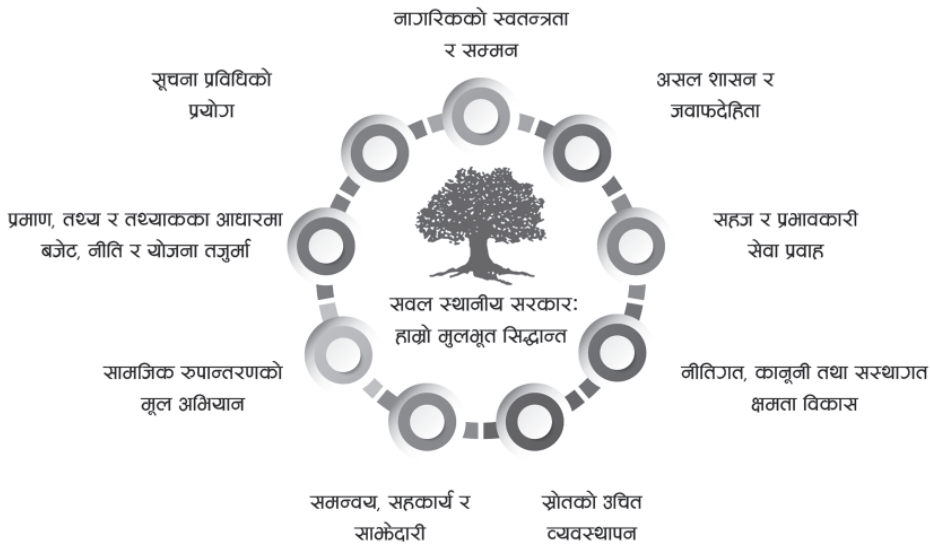 नागरिकको स्वतन्त्रता
र सम्मन
असल शासन र
जवाफदेहिता
सहज र प्रभावकारी
सेवा प्रवाह
नीतिगत, कानूनी तथा सस्थागत
क्षमता विकास
स्रोतको उचित
व्यवस्थापन
समन्वय, सहकार्य र
साझेदारी
सामजिक रुपान्तरणको
मूल अभियान
प्रमाण, तथ्य र तथ्याकका आधारमा
बजेट, नीति र योजना तर्जुमा
सूचना प्रविधिको
प्रयोग
सवल स्थानीय सरकार:
हाम्रो मुलभूत सिद्धान्त